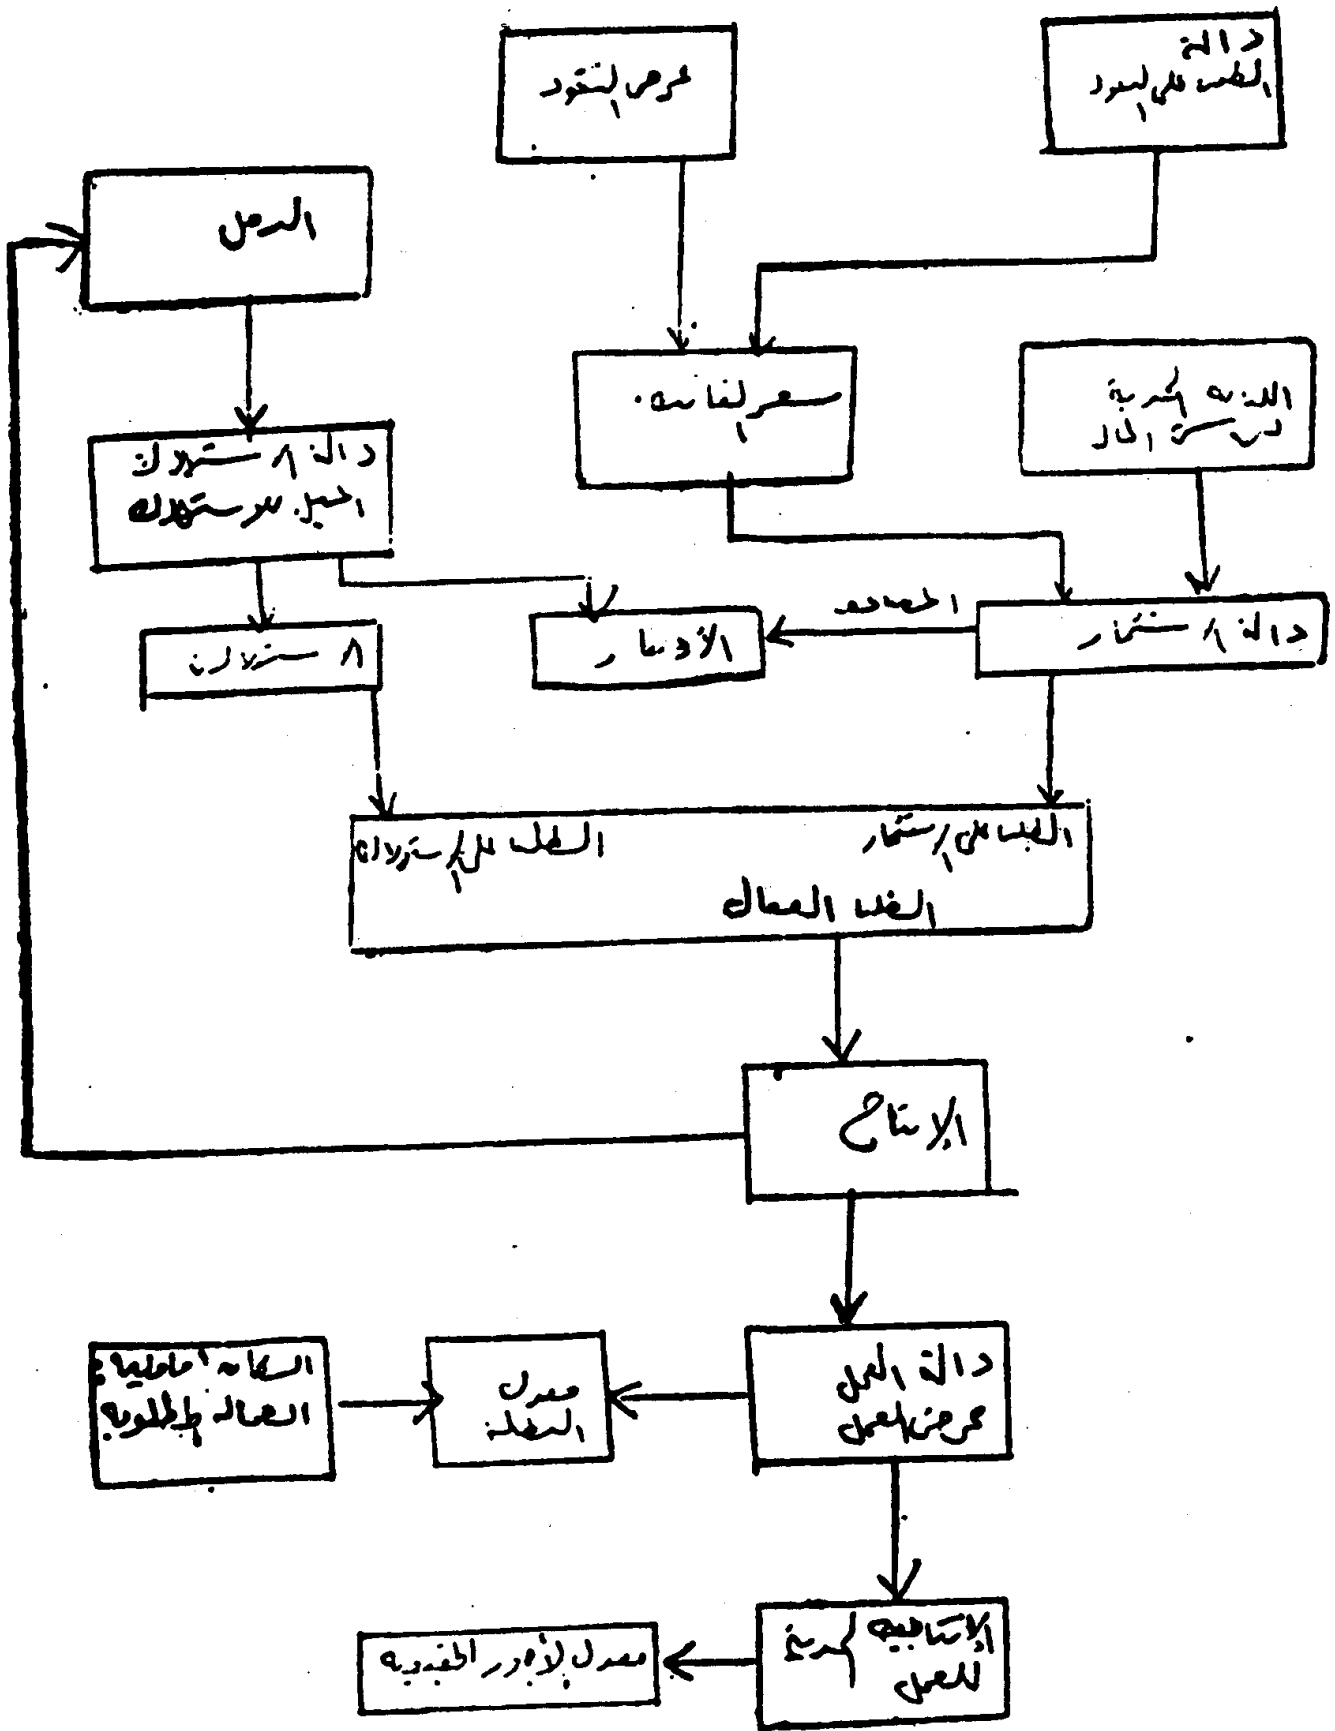 دالة
الطلب على النقود
عرض النقود
الدخل
سعر الفائدة
الكفاية الحدية
لرأس المال
دالة الاستهلاك
الميل للاستهلاك
دالة الاستثمار
المضاعف
الادخار
الاستهلاك
الطلب على الاستثمار
الطلب على الاستهلاك
الطلب الفعال
الإنتاج
دالة العمل
عرض العمل
معدل
البطالة
السكان
العمالة المطلوبة
الإنتاجية الحدية
للعمل
معدل الأجور الحقيقية